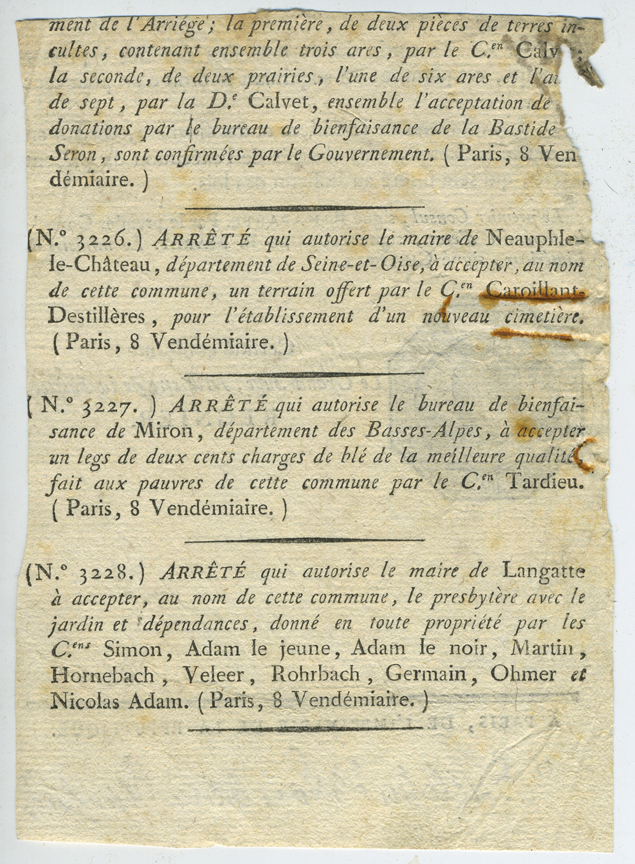 ment de l'Arriége; la première, de deux pièces de terres in-
cultes, contenant ensemble trois ares, par le C.en
la seconde, de deux prairies, l'une de six ares et
de sept, par la D.e Calvet, ensemble l'acceptation de
donations par le bureau de bienfaisance de la Bastide
Seron, sont confirmées par le Gouvernement. (Paris, 8 Ven
démiaire.)
(N.° 3226.) ARRÊTÉ qui autorise le maire de Neauphle-
le-Château, département de Seine-et-Oise, à accepter, au nom
de cette commune, un terrain offert par le C.en Caroillant-
Destillères, pour l'établissement d'un nouveau cimetière.
(Paris, 8 Vendémiaire.)
(N.° 3227.) ARRÊTÉ qui autorise le bureau de bienfai-
sance de Miron, département des Basses-Alpes, à accepter
un legs de deux cents charges de blé de la meilleure qualité
fait aux pauvres de cette commune par le C.en Tardieu.
(Paris, 8 Vendémiaire.)
(N.° 3228.) ARRÊTÉ qui autorise le maire de Langatte
à accepter, au nom de cette commune, le presbytère avec le
jardin et dépendances, donné en toute propriété par les
C.ens Simon, Adam le jeune, Adam le noir, Martin,
Hornebach, Veleer, Rohrbach, Germain, Ohmer et
Nicolas Adam. (Paris, 8 Vendémiaire.)